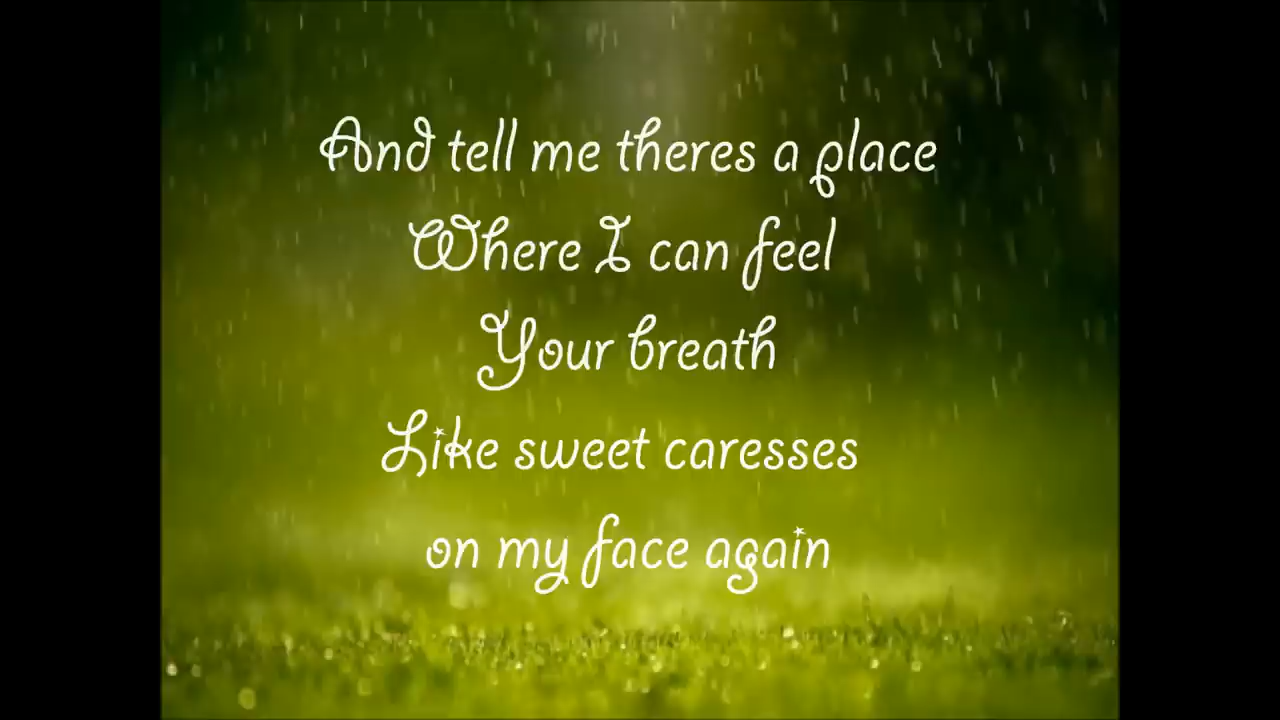 And tell me theres a place
Where I can feel
Your breath
Like sweet caresses
on my face again